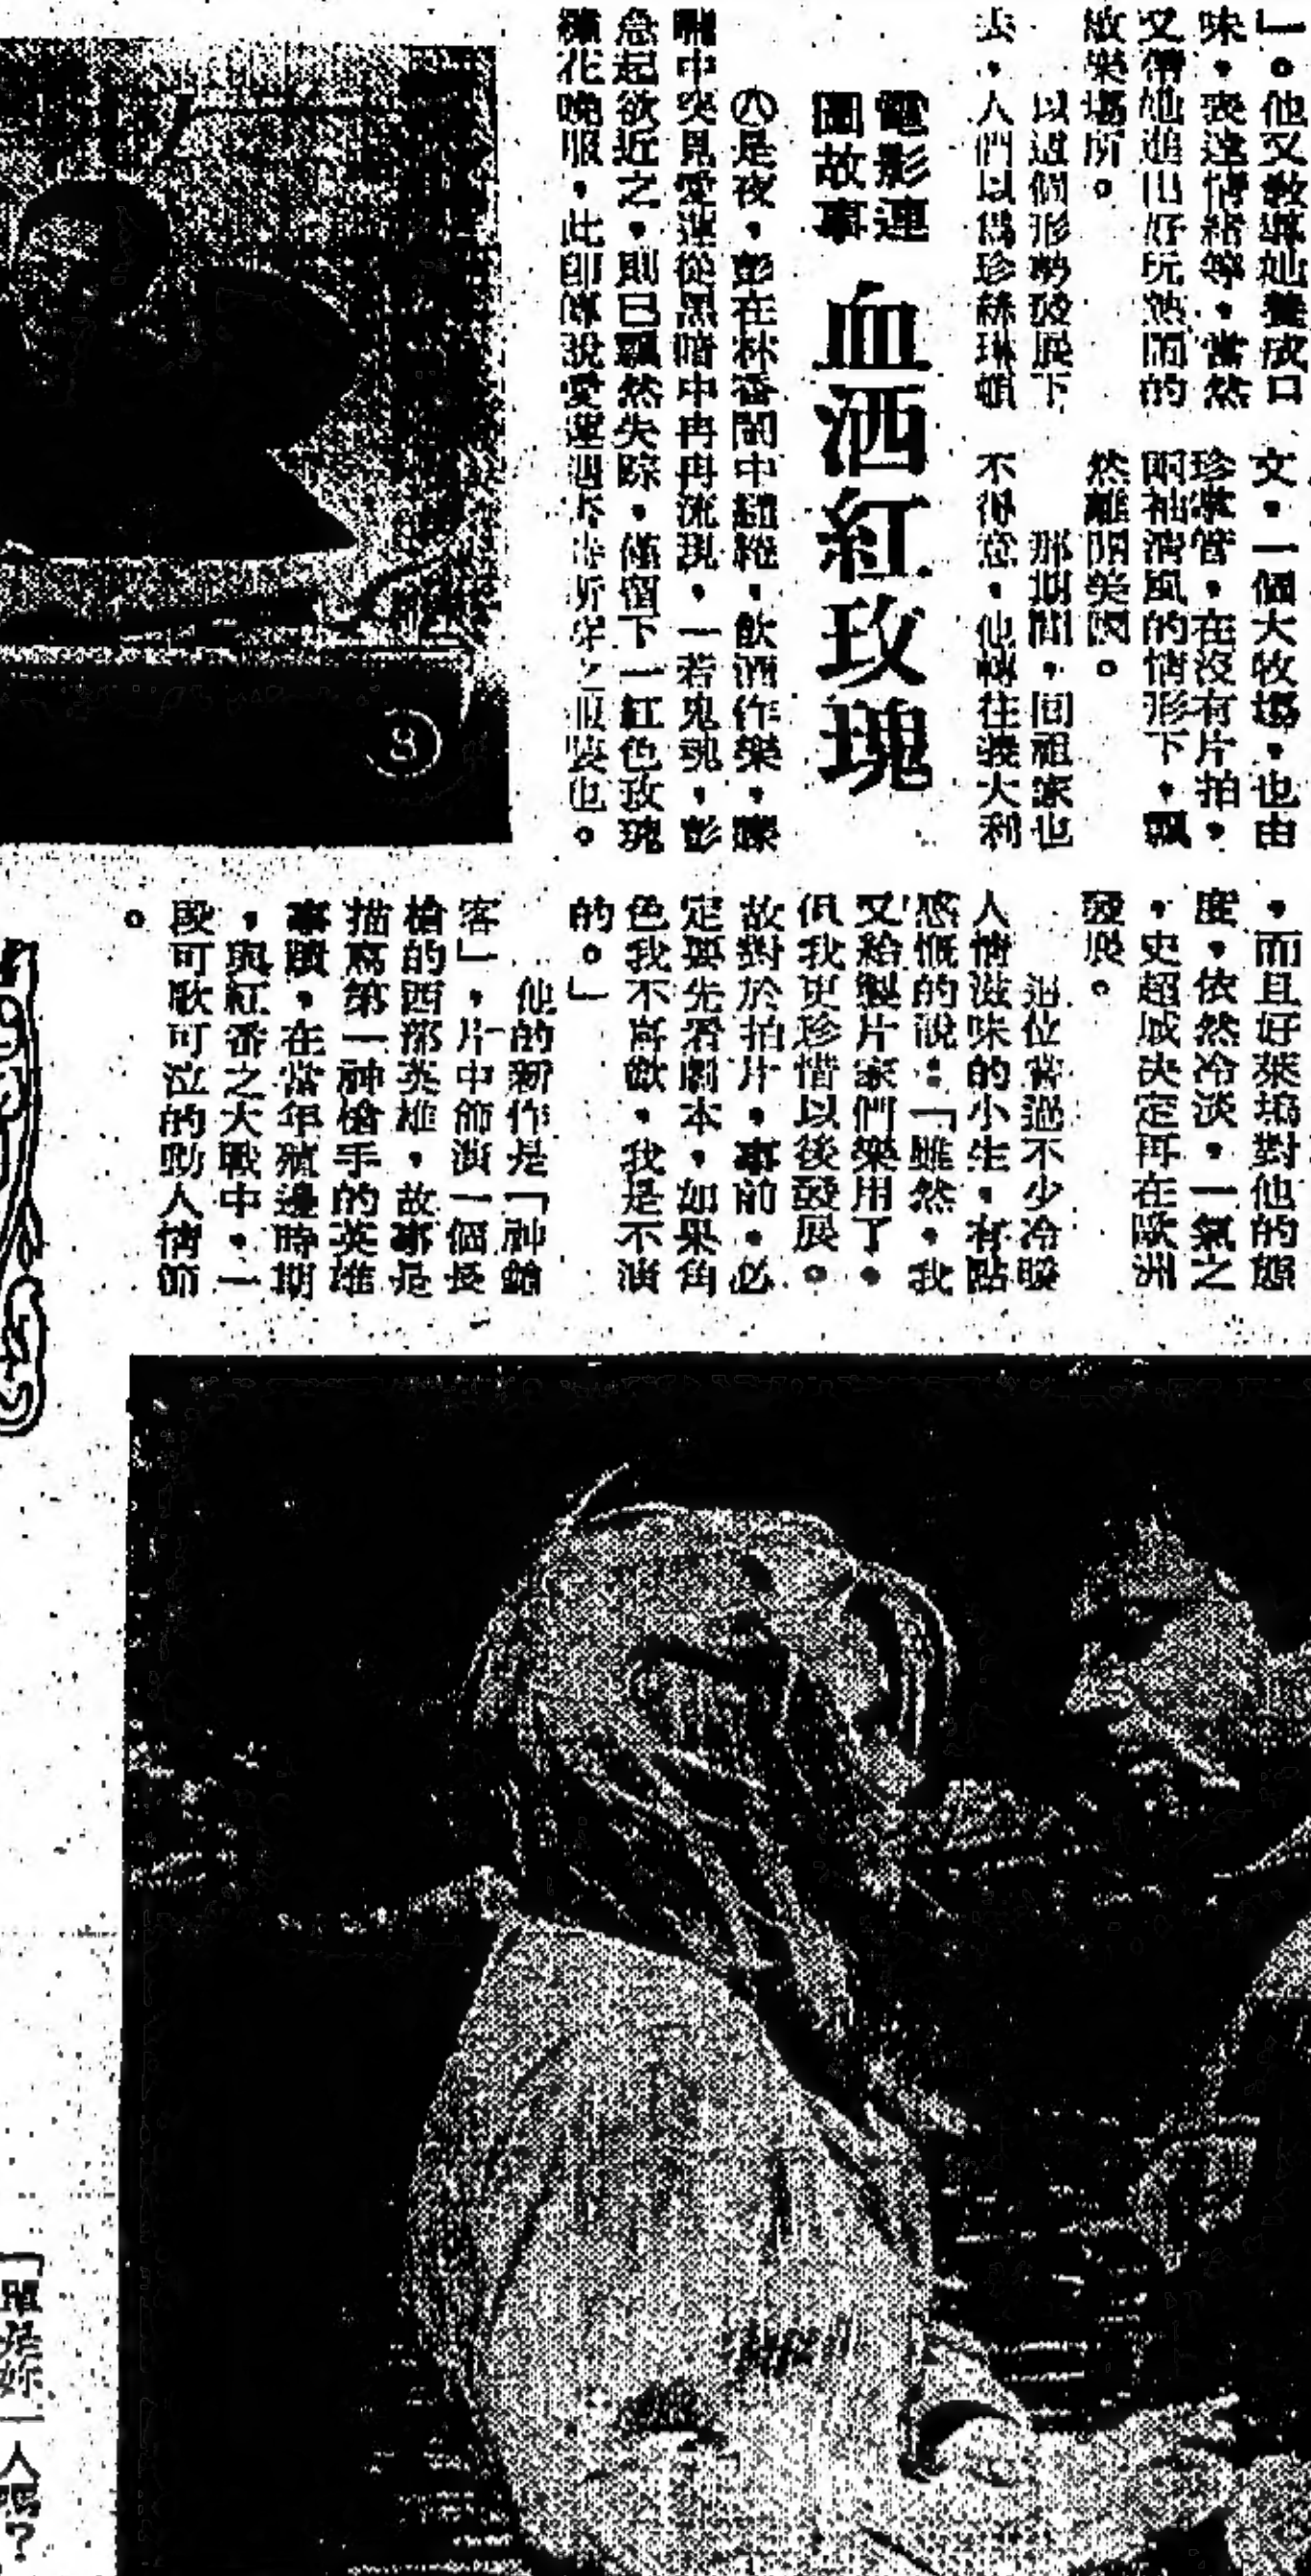 」。他又教導她養成口
味,衷達情緒等,當然
又帶她進出好玩熱鬧的
敏樂場所。
以這個形勢發展下
去,人們以爲珍絲琳頓
文,一個大牧場,也由
珍掌管,在沒有片拍,
兩袖清風的情形下,飄
然離開美國。
那期間,回祖家也
不得意,他轉往義大利
,而且好萊塢對他的態
度,依然冷淡,一氣之
,史超域決定再在歐洲
發展。
這位嘗過不少冷暖
人情滋味的小生,有點
感慨的說:「雖然,我
又給製片家們樂用了,
但我更珍惜以後發展。
故對於拍片,事前,必
定要先看劇本,如果角
色我不喜歡,我是不演
的。」
他的新作是「神鎗
客」,片中飾演一個長
槍的西部英雄,故事是
描寫第一神槍手的英雄
事蹟,在當年殖邊時期
,與紅番之大戰中,一
段可歌可泣的動人情節
。
電影連
圖故事
血洒紅玫瑰
㊇是夜,彭在林香閣中,飲酒作樂,矇
矓中突見愛蓮從黑暗中冉冉流現,一若鬼魂,彭
急起欲近之,則已飄然失踪,僅留下一紅色玫瑰
花晚服,此即傳說愛蓮遇害時所穿之服裝也。
8
人嗎?